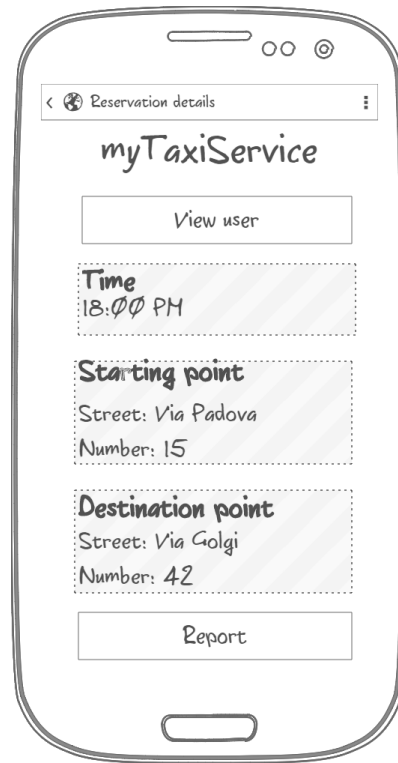 Reservation details
myTaxiService
View user
Time
18:00 PM
Starting point
Street: Via Padova
Number: 15
Destination point
Street: Via Golgi
Number: 42
Report